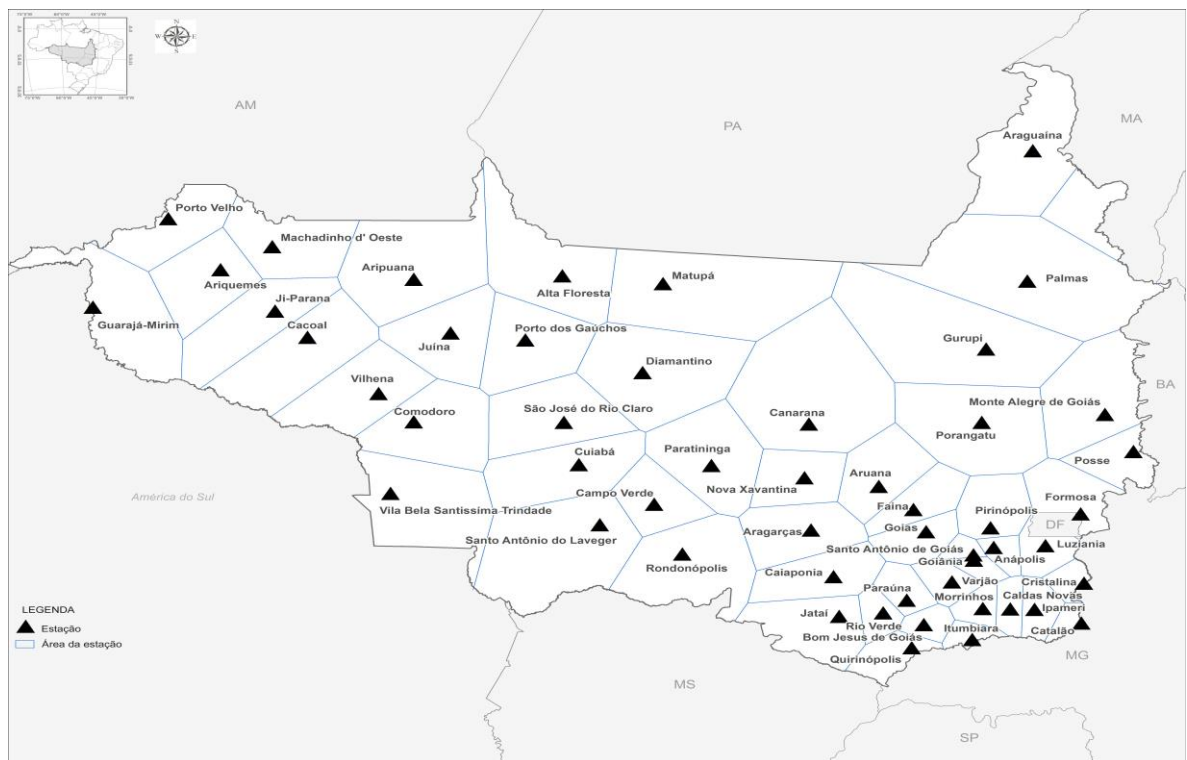 N
W E
S
AM
PA
MA
Araguaína
Porto Velho
Machadinho d' Oeste
Ariquemes
Aripuana
Alta Floresta
Matupá
Palmas
Ji-Parana
Guarajá-Mirim
Cacoal
Juína
Porto dos Gaúchos
Gurupi
Diamantino
BA
Vilhena
Comodoro
São José do Rio Claro
Canarana
Monte Alegre de Goiás
Porangatu
Cuiabá
Paratininga
Posse
Aruana
Nova Xavantina
América do Sul
Campo Verde
Vila Bela Santissima Trindade
Faina
Formosa
Pirinópolis
DF
Santo Antônio do Laveger
Aragarças
Goiás
Santo Antônio de Goiás
Luziania
Goiânia
Anápolis
Rondonópolis
Caiaponia
Varjão
Cristalina
Paraúna
Morrinhos
Caldas Novas
Ipameri
LEGENDA
Estação
Área da estação
Jataí
Rio Verde
Itumbiara
Catalão
Bom Jesus de Goiás
Quirinópolis
MG
MS
SP